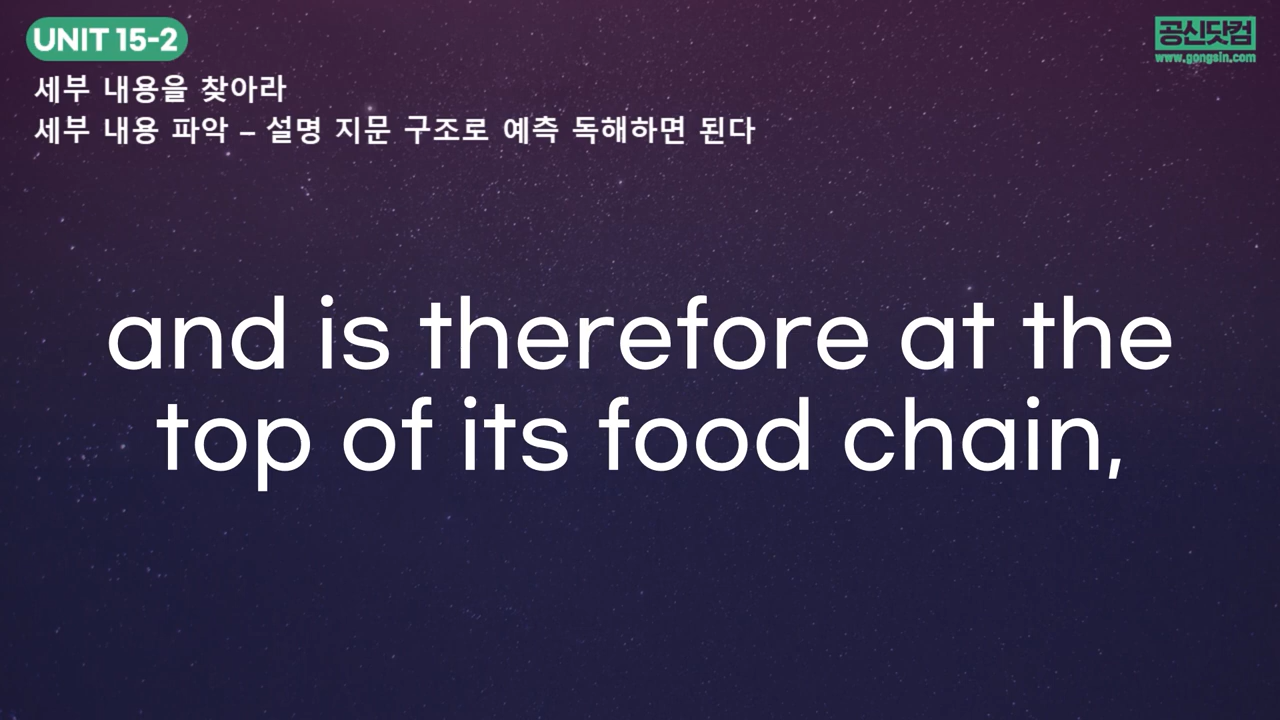 UNIT 15-2
공신닷컴
www.gongsin.com
세부 내용을 찾아라
세부 내용 파악 – 설명 지문 구조로 예측 독해하면 된다
and is therefore at the
top of its food chain,